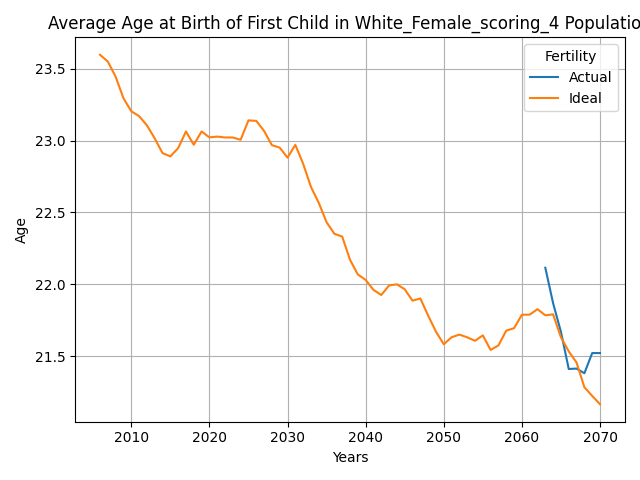 Average Age at Birth of First Child in White_Female_scoring_4 Populatio
Fertility
Actual
Ideal
23.5
23.0
22.5
22.0
21.5
Age
2010 2020 2030 2040 2050 2060 2070
Years